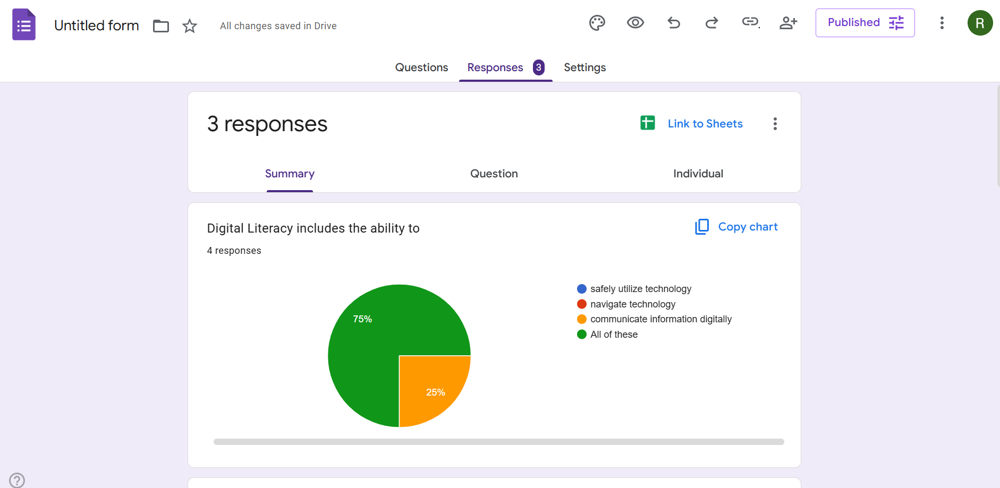 Untitled form
All changes saved in Drive
Published
R
Questions
Responses 3
Settings
3 responses
Link to Sheets
Summary
Question
Individual
Digital Literacy includes the ability to
Copy chart
4 responses
safely utilize technology
navigate technology
communicate information digitally
All of these
75%
25%
?